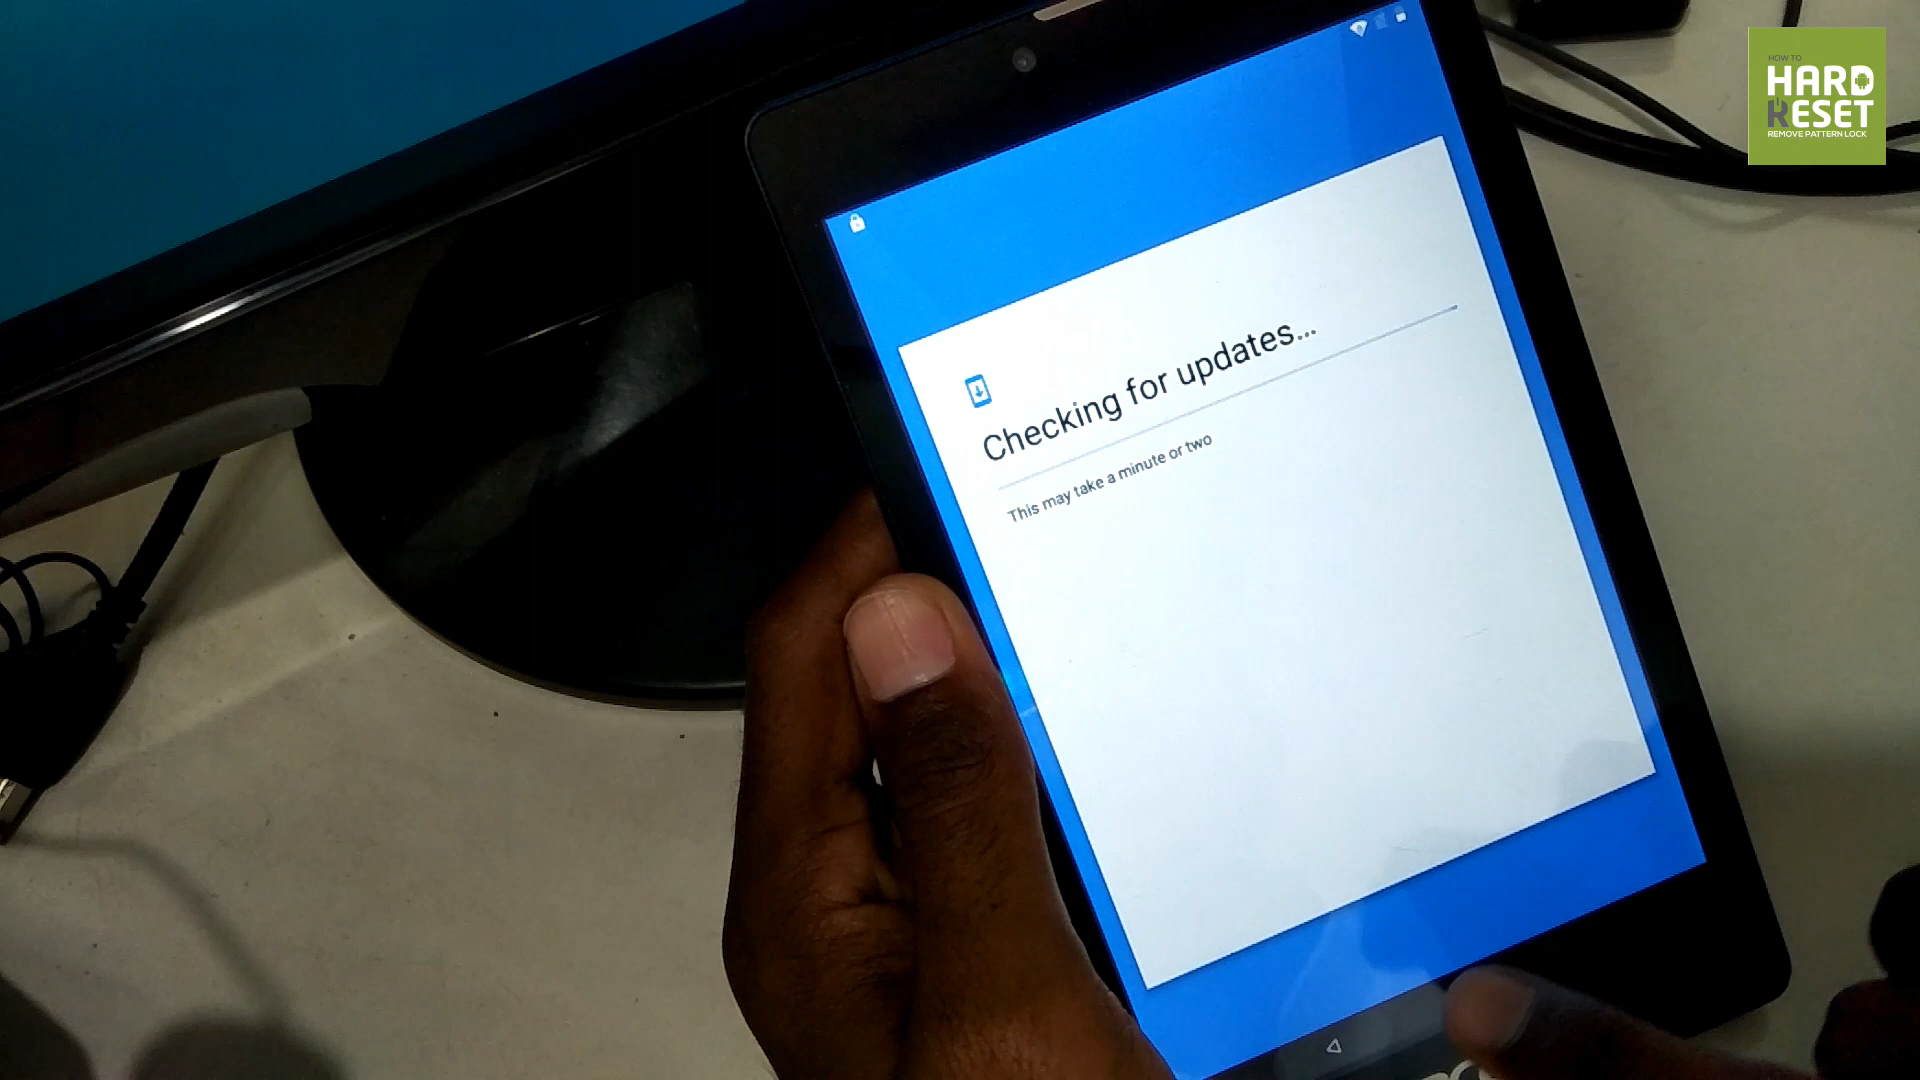 HOW TO
HARD
RESET
REMOVE PATTERN LOCK
Checking for updates...
This may take a minute or two